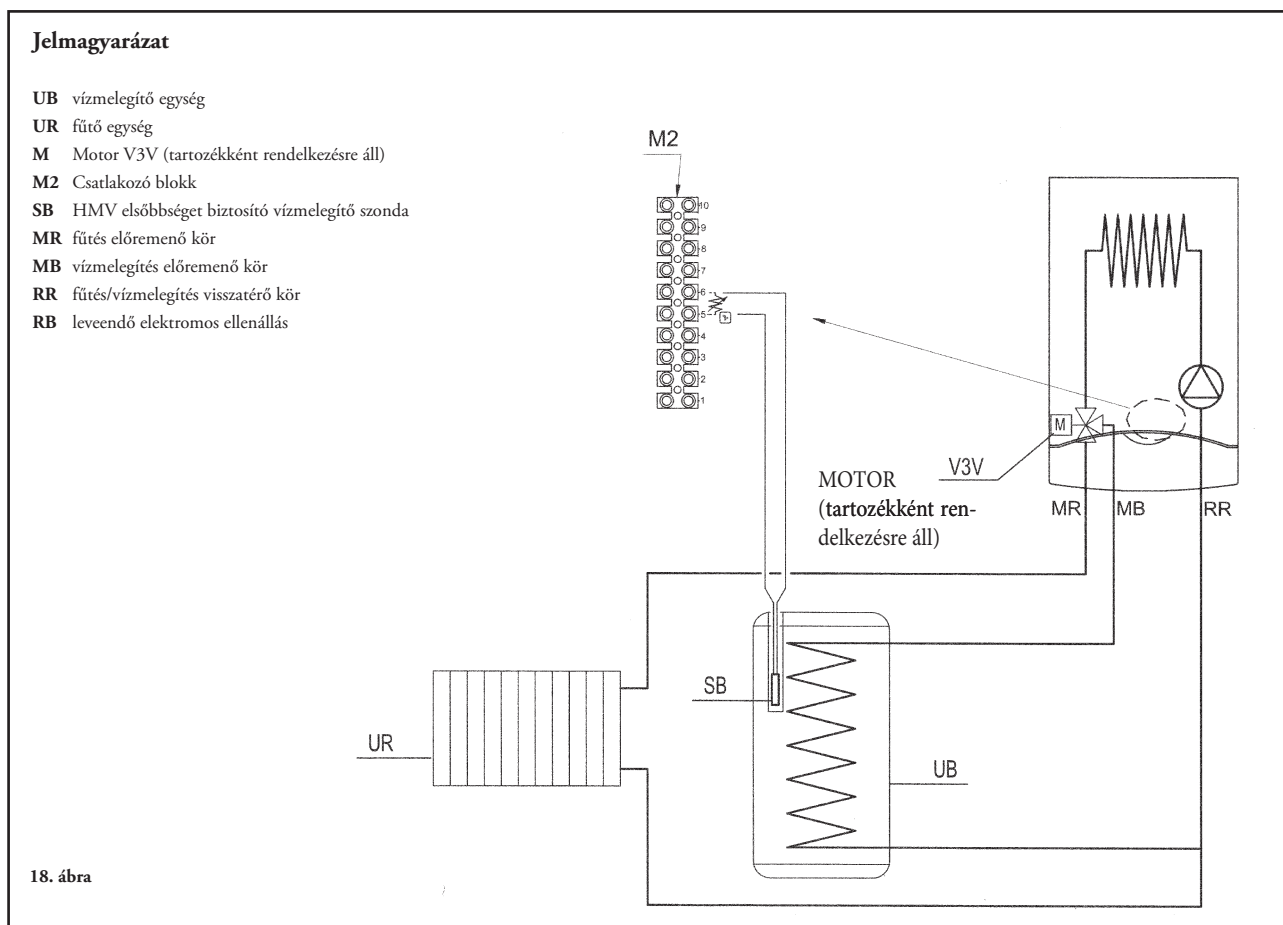 Jelmagyarázat
UB vízmelegítő egység
UR fűtő egység
M Motor V3V (tartozékként rendelkezésre áll)
M2 Csatlakozó blokk
SB HMV elsőbbséget biztosító vízmelegítő szonda
MR fűtés előremenő kör
MB vízmelegítés előremenő kör
RR fűtés/vízmelegítés visszatérő kör
RB leveendő elektromos ellenállás
M2
10
9
8
7
6
5
4
3
2
1
M
V3V
MOTOR
(tartozékként ren-
delkezésre áll)
MR MB RR
SB
UR
UB
18. ábra